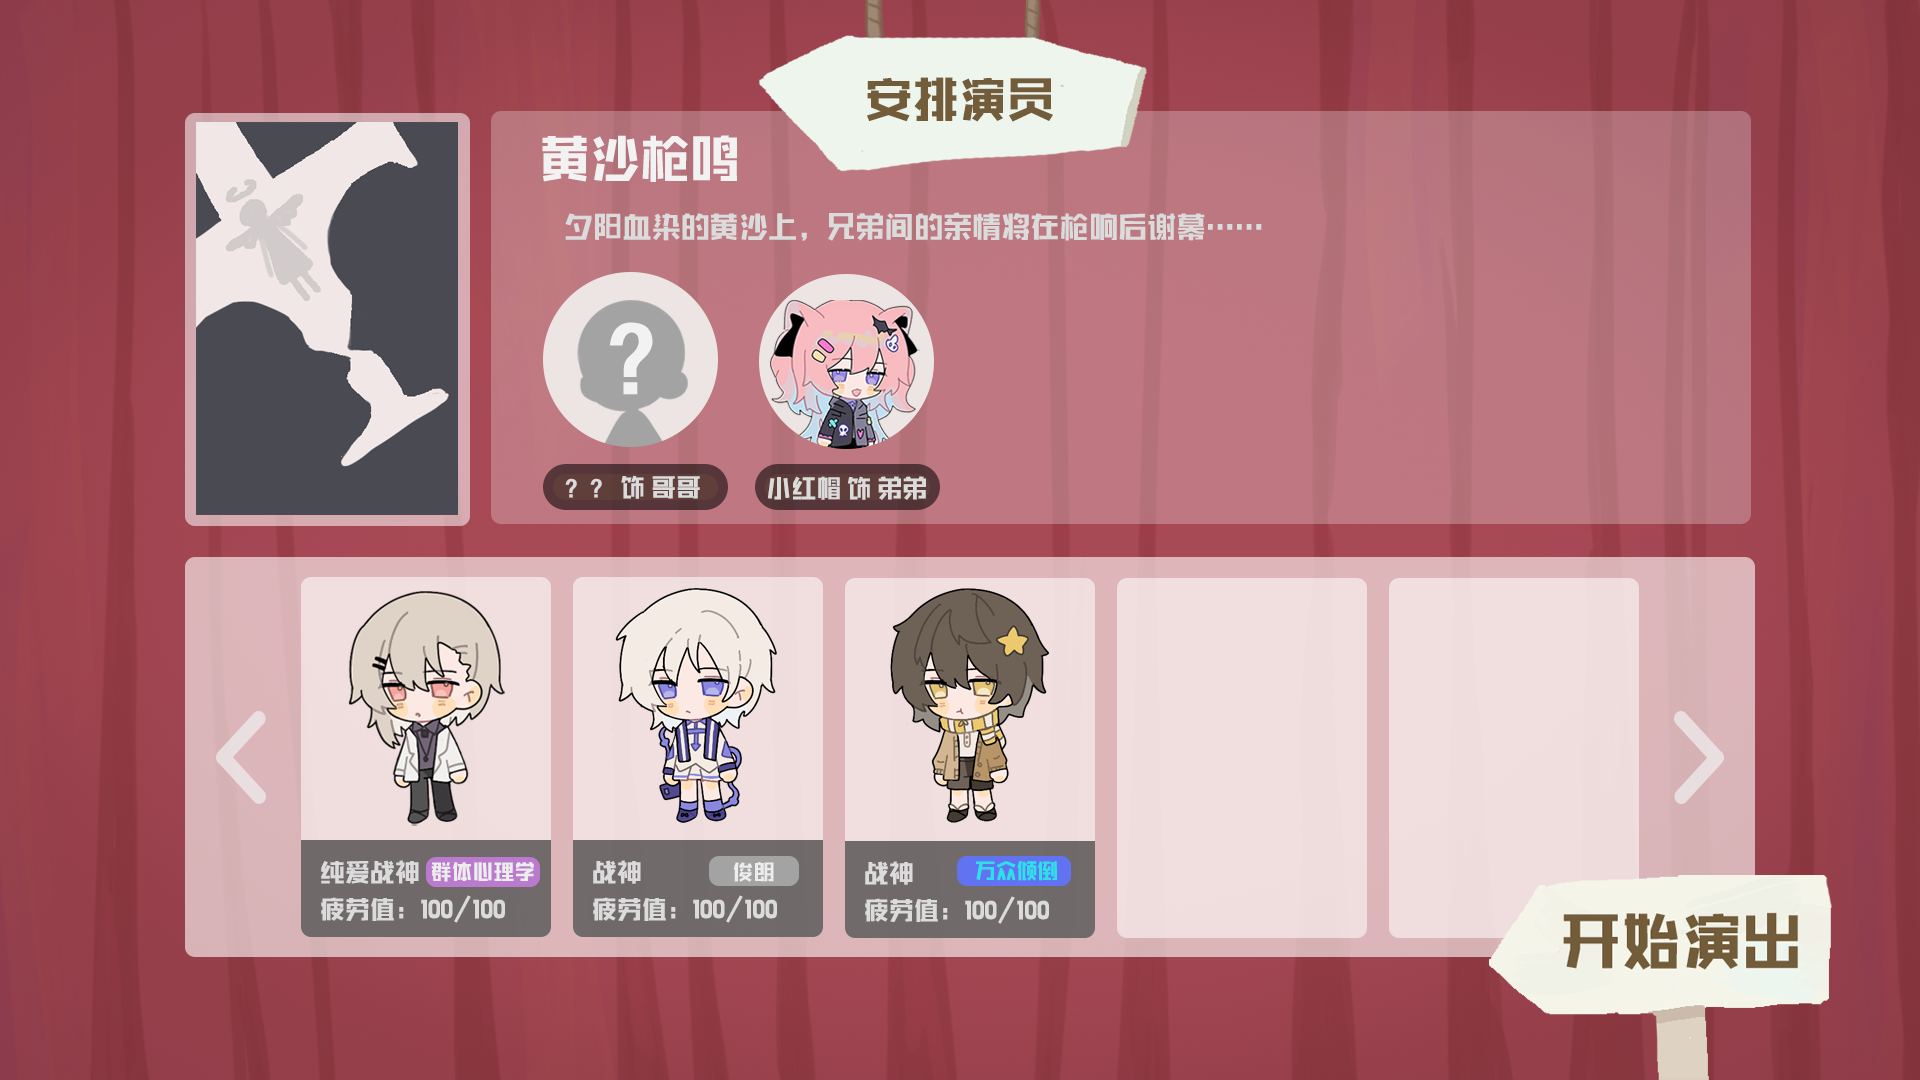 安排演员
黄沙枪鸣
夕阳血染的黄沙上，兄弟间的亲情将在枪响后谢幕……
?
？？ 饰 哥哥
小红帽 饰 弟弟
纯爱战神 群体心理学
疲劳值：100/100
战神 俊朗
疲劳值：100/100
战神 万众倾倒
疲劳值：100/100
开始演出